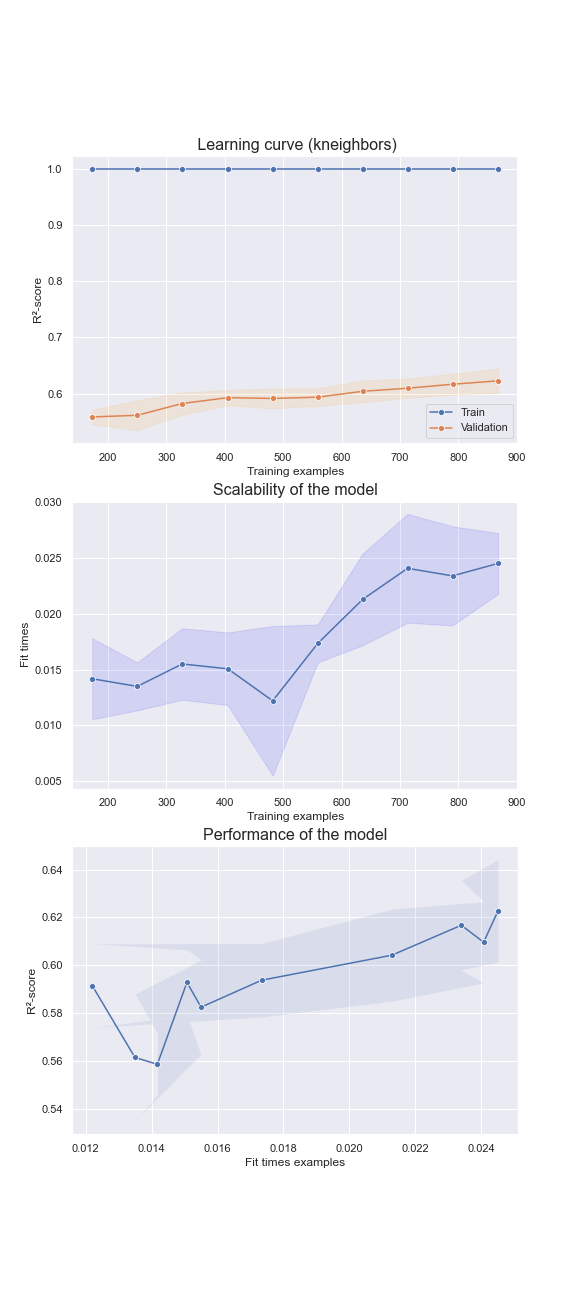 Learning curve (kneighbors)
1.0
0.9
0.8
0.7
0.6
R²-score
Train
Validation
200 300 400 500 600 700 800 900
Training examples
Scalability of the model
0.030
0.025
0.020
0.015
0.010
0.005
Fit times
200 300 400 500 600 700 800 900
Training examples
Performance of the model
0.64
0.62
0.60
0.58
0.56
0.54
R²-score
0.012 0.014 0.016 0.018 0.020 0.022 0.024
Fit times examples